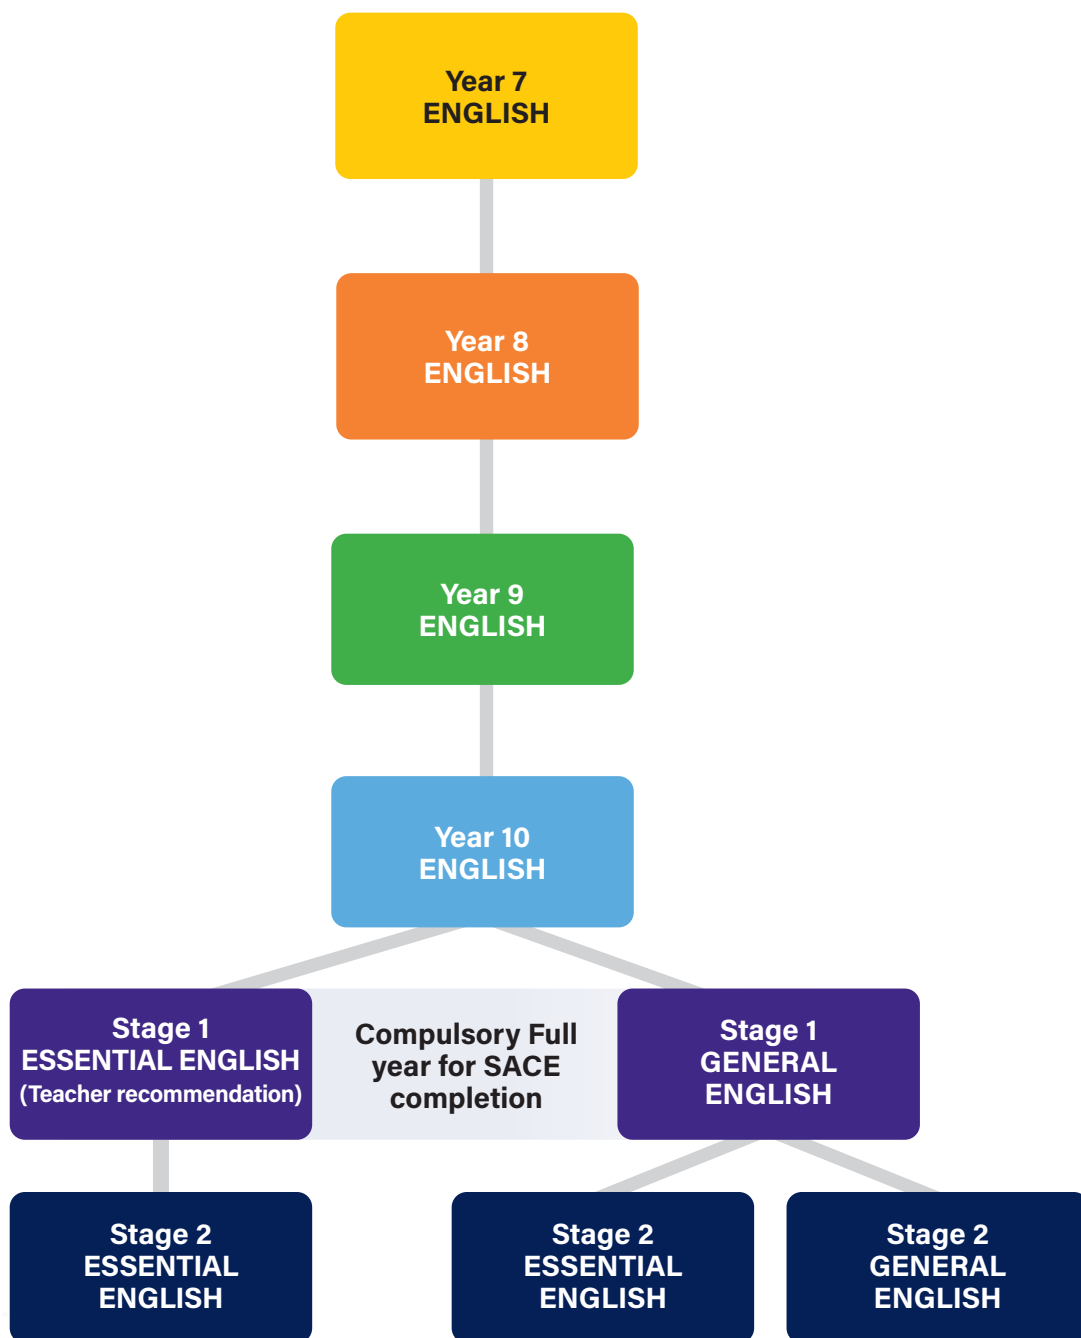 Year 7
ENGLISH
Year 8
ENGLISH
Year 9
ENGLISH
Year 10
ENGLISH
Stage 1
ESSENTIAL ENGLISH
(Teacher recommendation)
Compulsory Full
year for SACE
completion
Stage 1
GENERAL
ENGLISH
Stage 2
ESSENTIAL
ENGLISH
Stage 2
ESSENTIAL
ENGLISH
Stage 2
GENERAL
ENGLISH